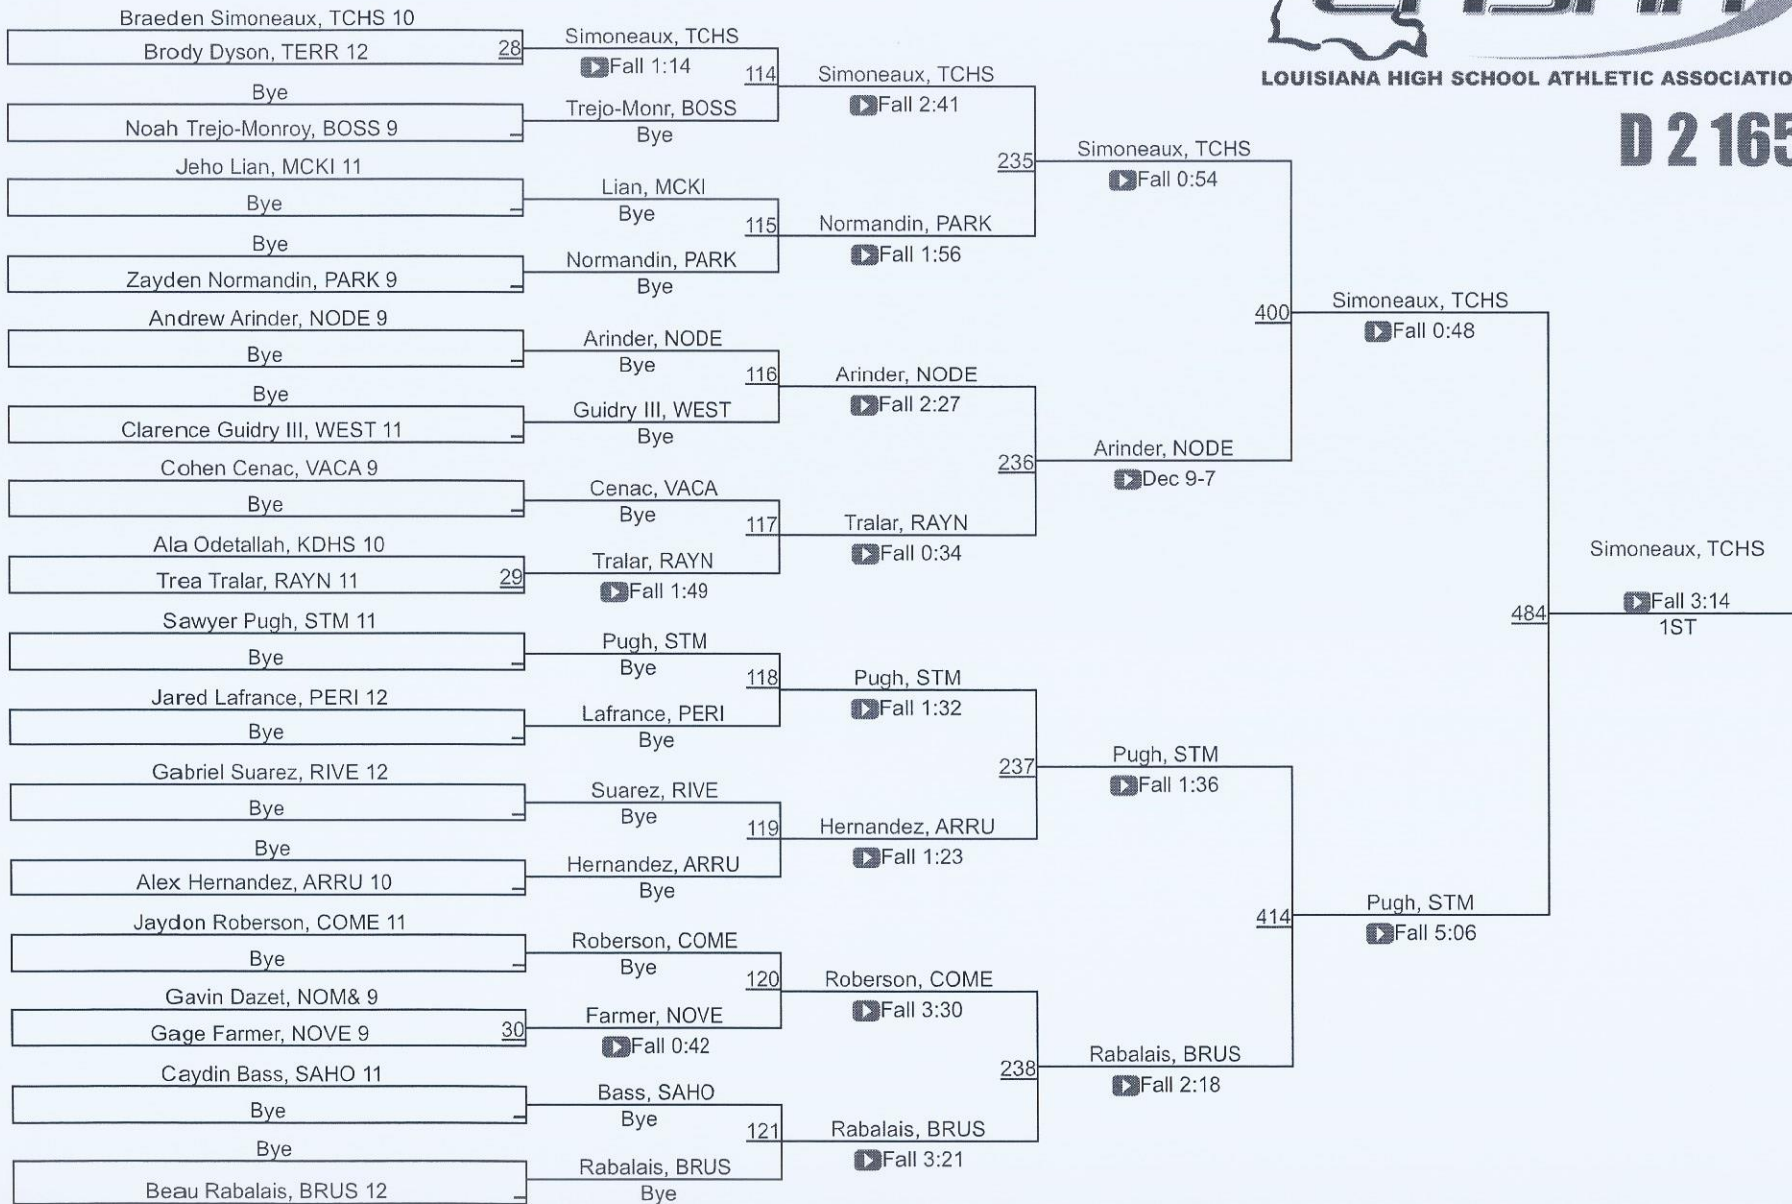 LOUISIANA HIGH SCHOOL ATHLETIC ASSOCIATIO
D 2 165
Braeden Simoneaux, TCHS 10
Brody Dyson, TERR 12
28
Bye
Noah Trejo-Monroy, BOSS 9
Jeho Lian, MCKI 11
Bye
Bye
Zayden Normandin, PARK 9
Andrew Arinder, NODE 9
Bye
Bye
Clarence Guidry III, WEST 11
Cohen Cenac, VACA 9
Bye
Ala Odetallah, KDHS 10
Trea Tralar, RAYN 11
29
Sawyer Pugh, STM 11
Bye
Jared Lafrance, PERI 12
Bye
Gabriel Suarez, RIVE 12
Bye
Bye
Alex Hernandez, ARRU 10
Jaydon Roberson, COME 11
Bye
Gavin Dazet, NOM& 9
Gage Farmer, NOVE 9
30
Caydin Bass, SAHO 11
Bye
Bye
Beau Rabalais, BRUS 12
Simoneaux, TCHS
Fall 1:14
114
Trejo-Monr, BOSS
Bye
Lian, MCKI
Bye
115
Normandin, PARK
Bye
Arinder, NODE
Bye
116
Guidry III, WEST
Bye
Cenac, VACA
Bye
117
Tralar, RAYN
Fall 1:49
Pugh, STM
Bye
118
Lafrance, PERI
Bye
Suarez, RIVE
Bye
119
Hernandez, ARRU
Bye
Roberson, COME
Bye
120
Farmer, NOVE
Fall 0:42
Bass, SAHO
Bye
121
Rabalais, BRUS
Bye
Simoneaux, TCHS
Fall 2:41
235
Normandin, PARK
Fall 1:56
Arinder, NODE
Fall 2:27
236
Tralar, RAYN
Fall 0:34
Pugh, STM
Fall 1:32
237
Hernandez, ARRU
Fall 1:23
Roberson, COME
Fall 3:30
238
Rabalais, BRUS
Fall 3:21
Simoneaux, TCHS
Fall 0:54
400
Arinder, NODE
Dec 9-7
Pugh, STM
Fall 1:36
414
Rabalais, BRUS
Fall 2:18
Simoneaux, TCHS
Fall 0:48
484
Pugh, STM
Fall 5:06
Simoneaux, TCHS
Fall 3:14
1ST